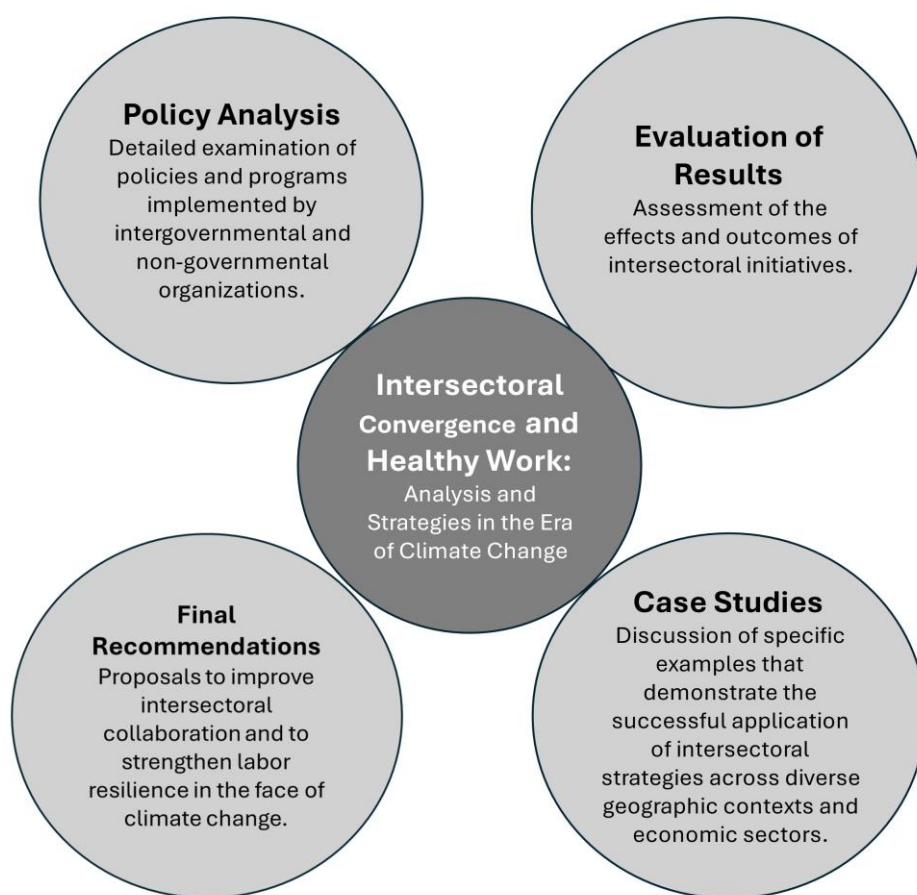 Policy Analysis
Detailed examination of
policies and programs
implemented by
intergovernmental and
non-governmental
organizations.
Evaluation of
Results
Assessment of the
effects and outcomes of
intersectoral initiatives.
Intersectoral
Convergence and
Healthy Work:
Analysis and
Strategies in the Era
of Climate Change
Final
Recommendations
Proposals to improve
intersectoral
collaboration and to
strengthen labor
resilience in the face of
climate change.
Case Studies
Discussion of specific
examples that
demonstrate the
successful application
of intersectoral
strategies across diverse
geographic contexts and
economic sectors.